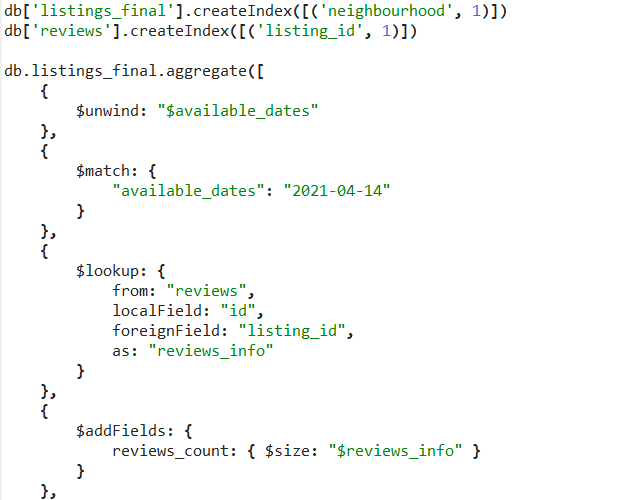 db['listings_final'].createIndex([('neighbourhood', 1)])
db['reviews'].createIndex([('listing_id', 1)])

db.listings_final.aggregate([
    {
        $unwind: "$available_dates"
    },
    {
        $match: {
            "available_dates": "2021-04-14"
        }
    },
    {
        $lookup: {
            from: "reviews",
            localField: "id",
            foreignField: "listing_id",
            as: "reviews_info"
        }
    },
    {
        $addFields: {
            reviews_count: { $size: "$reviews_info" }
        }
    },